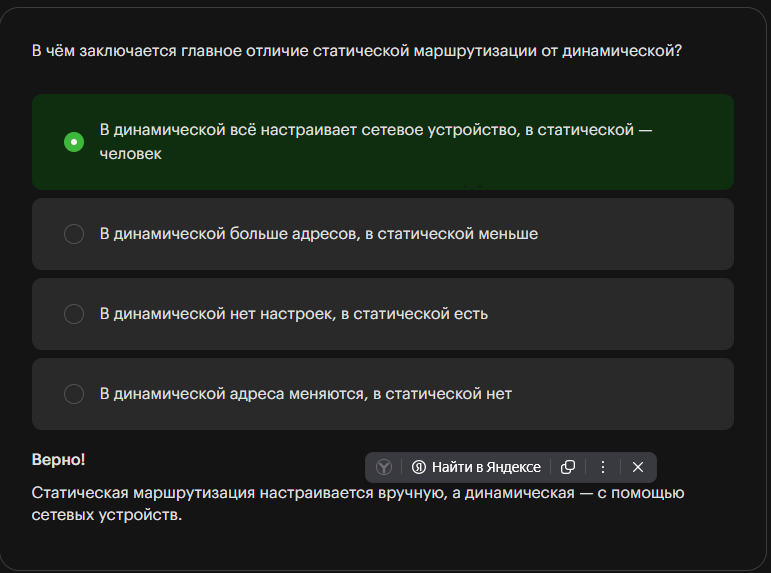 В чём заключается главное отличие статической маршрутизации от динамической?
В динамической всё настраивает сетевое устройство, в статической —
человек
В динамической больше адресов, в статической меньше
В динамической нет настроек, в статической есть
В динамической адреса меняются, в статической нет
Верно!
Найти в Яндексе
Статическая маршрутизация настраивается вручную, а динамическая — с помощью
сетевых устройств.